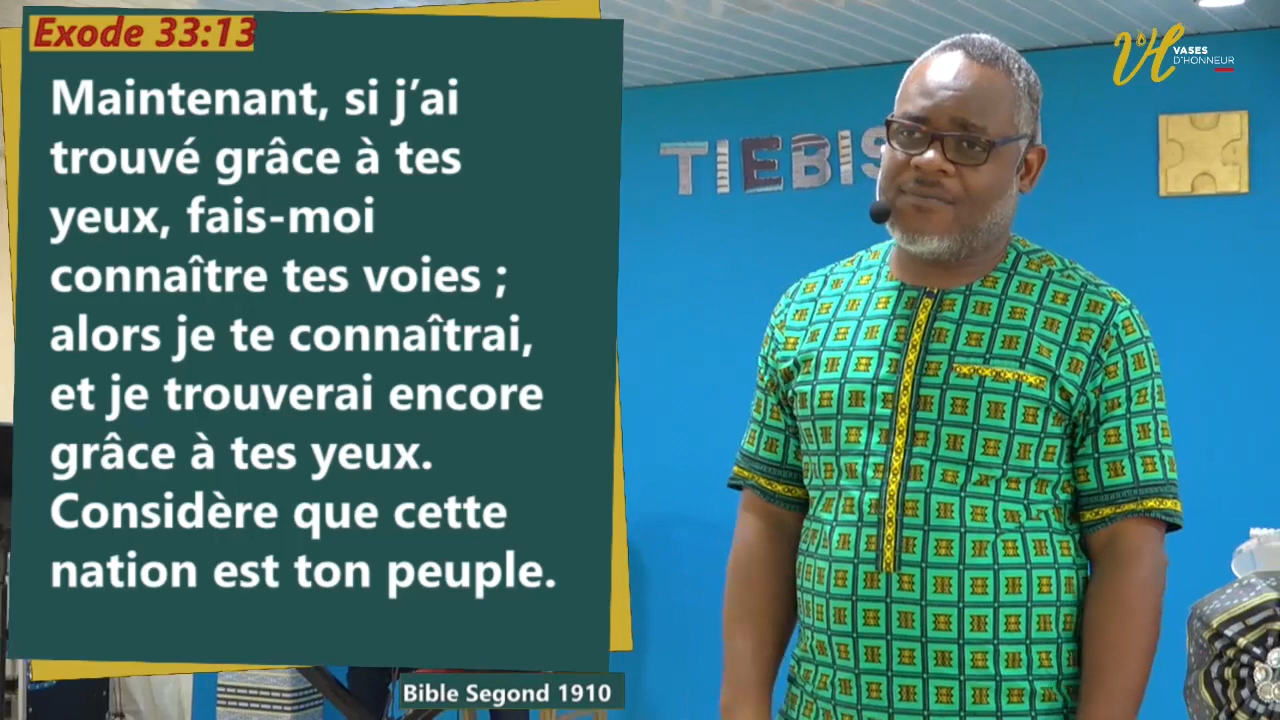 Exode 33:13
Maintenant, si j’ai
trouvé grâce à tes
yeux, fais-moi
connaître tes voies ;
alors je te connaîtrai,
et je trouverai encore
grâce à tes yeux.
Considère que cette
nation est ton peuple.
Bible Segond 1910
VH VASES
D'HONNEUR
TIEBIS